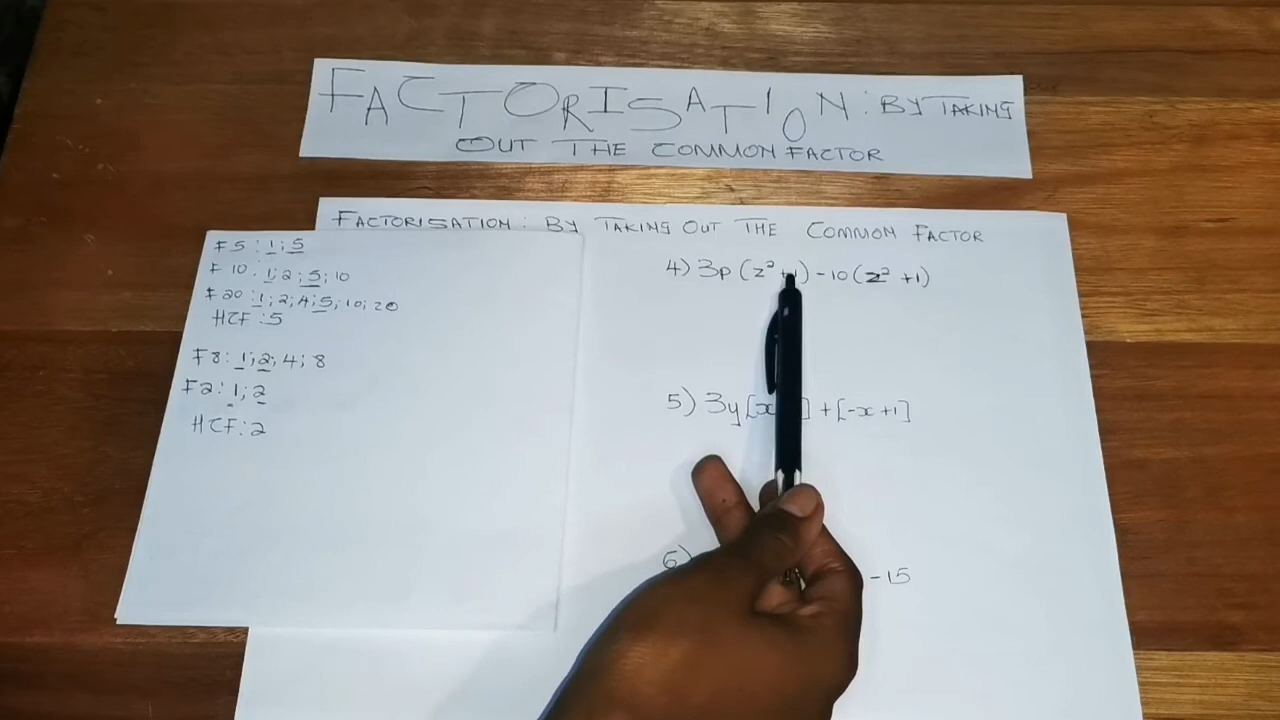 FACTORISATION: BY TAKING
OUT THE COMMON FACTOR
FACTORISATION: BY TAKING OUT THE COMMON FACTOR
F5: 1; 5
F10: 1; 2; 5; 10
F20: 1; 2; 4; 5; 10; 20
HCF: 5
F8: 1; 2; 4; 8
F2: 1; 2
HCF: 2
4) 3p (z² +1) - 10 (z² +1)
5) 3y [x ] + [-x +1]
6) - 15